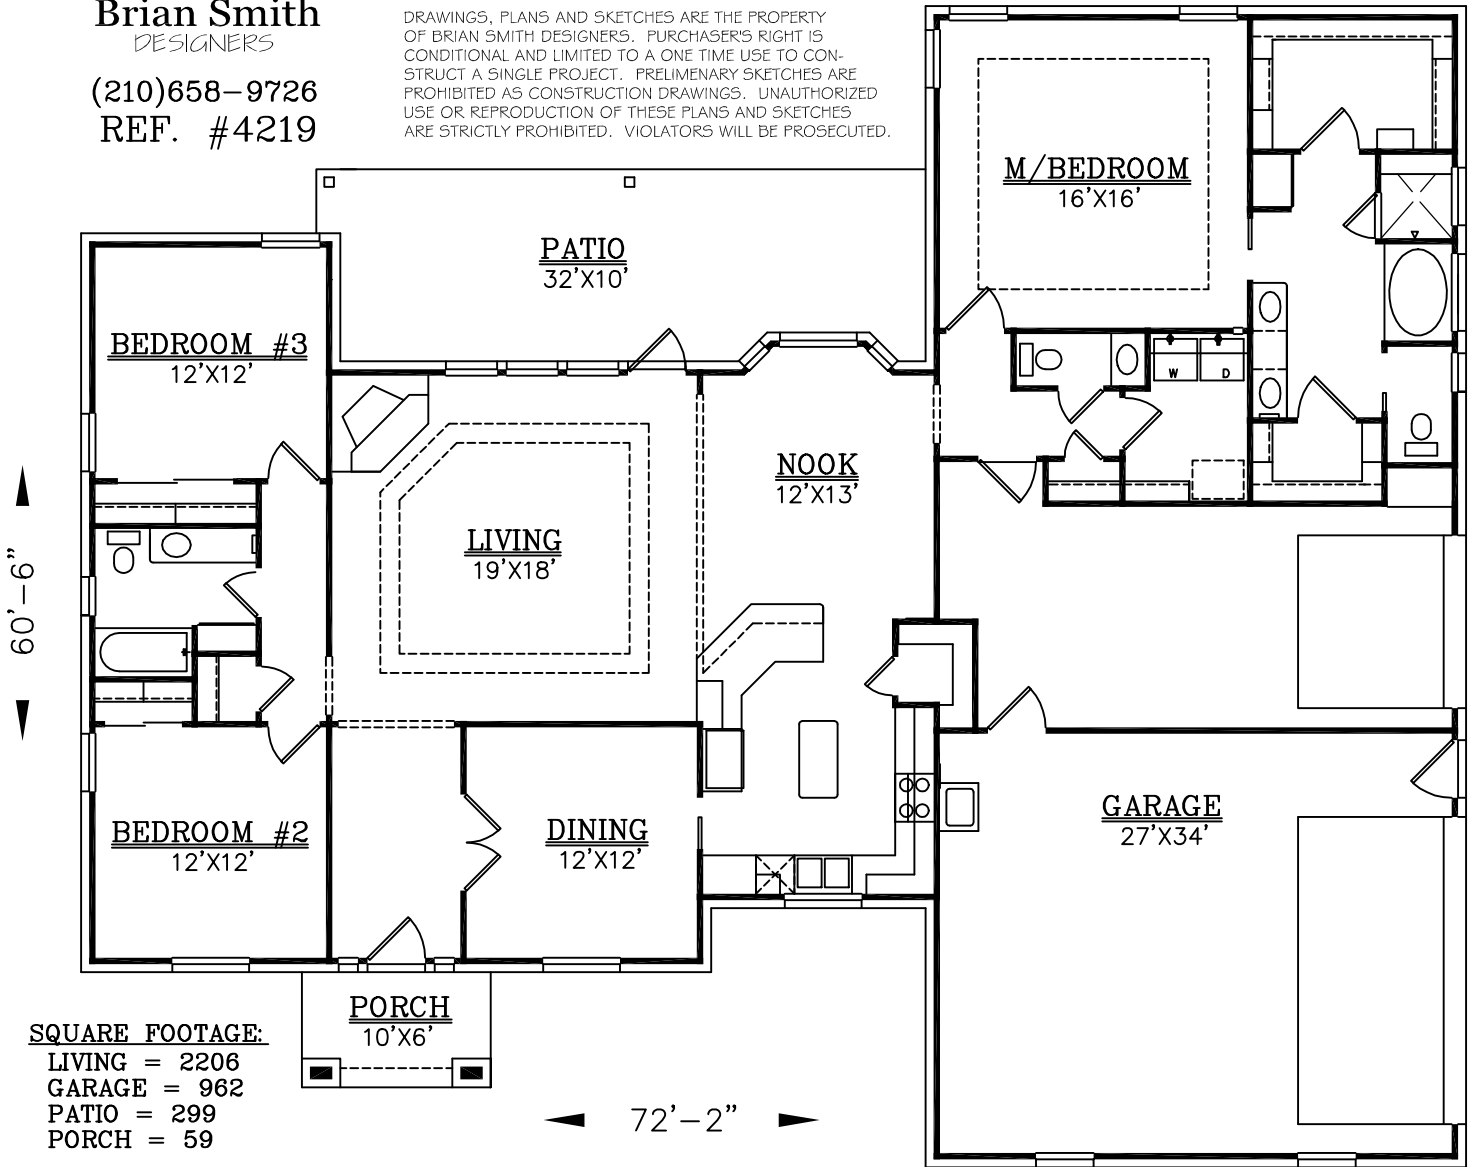 Brian Smith
DESIGNERS
(210)658-9726
REF. #4219
DRAWINGS, PLANS AND SKETCHES ARE THE PROPERTY
OF BRIAN SMITH DESIGNERS. PURCHASER'S RIGHT IS
CONDITIONAL AND LIMITED TO A ONE TIME USE TO CON-
STRUCT A SINGLE PROJECT. PRELIMENARY SKETCHES ARE
PROHIBITED AS CONSTRUCTION DRAWINGS. UNAUTHORIZED
USE OR REPRODUCTION OF THESE PLANS AND SKETCHES
ARE STRICTLY PROHIBITED. VIOLATORS WILL BE PROSECUTED.
M/BEDROOM
16'X16'
PATIO
32'X10'
BEDROOM #3
12'X12'
W D
NOOK
12'X13'
LIVING
19'X18'
60'-6"
BEDROOM #2
12'X12'
DINING
12'X12'
GARAGE
27'X34'
PORCH
10'X6'
SQUARE FOOTAGE:
LIVING = 2206
GARAGE = 962
PATIO = 299
PORCH = 59
72'-2"